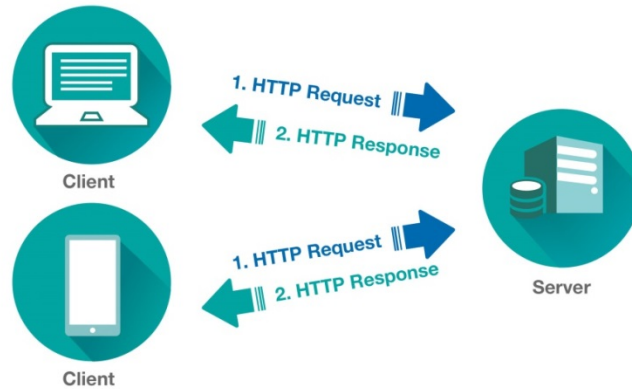 1. HTTP Request
2. HTTP Response
Client
1. HTTP Request
2. HTTP Response
Server
Client